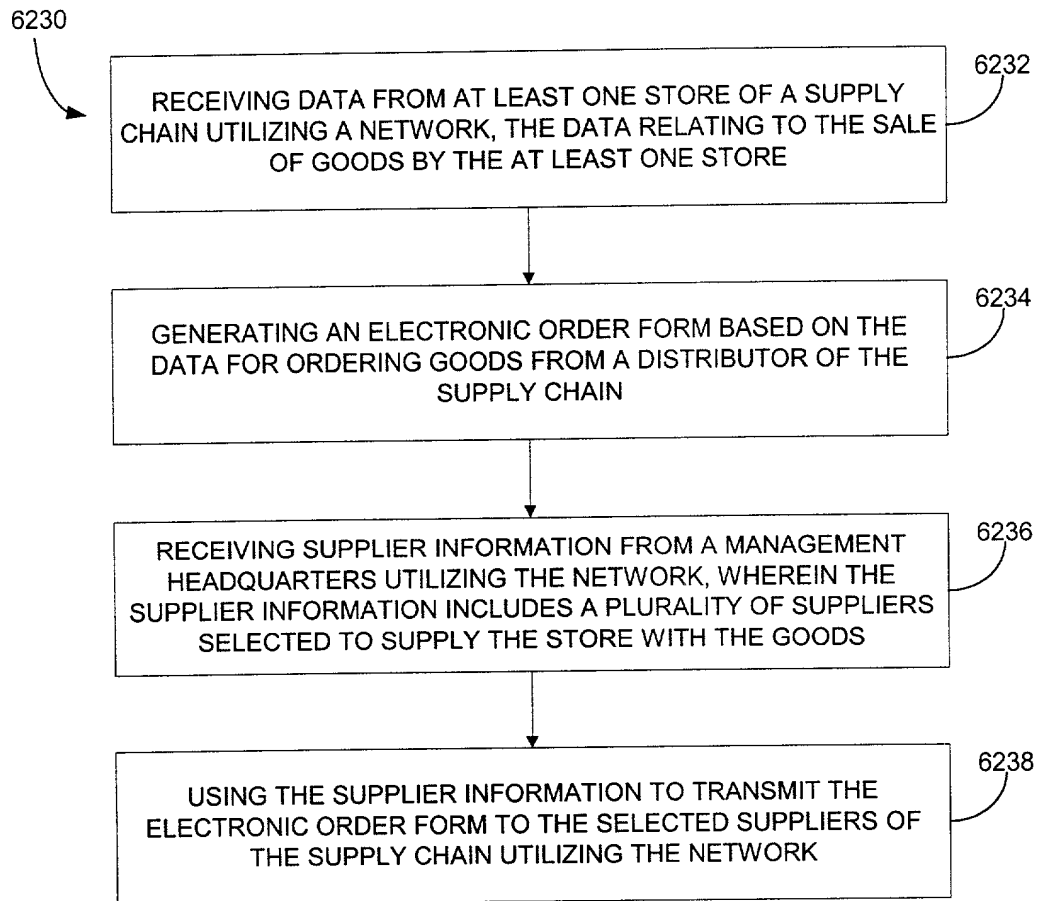 6230
6232
RECEIVING DATA FROM AT LEAST ONE STORE OF A SUPPLY
CHAIN UTILIZING A NETWORK, THE DATA RELATING TO THE SALE
OF GOODS BY THE AT LEAST ONE STORE
6234
GENERATING AN ELECTRONIC ORDER FORM BASED ON THE
DATA FOR ORDERING GOODS FROM A DISTRIBUTOR OF THE
SUPPLY CHAIN
6236
RECEIVING SUPPLIER INFORMATION FROM A MANAGEMENT
HEADQUARTERS UTILIZING THE NETWORK, WHEREIN THE
SUPPLIER INFORMATION INCLUDES A PLURALITY OF SUPPLIERS
SELECTED TO SUPPLY THE STORE WITH THE GOODS
6238
USING THE SUPPLIER INFORMATION TO TRANSMIT THE
ELECTRONIC ORDER FORM TO THE SELECTED SUPPLIERS OF
THE SUPPLY CHAIN UTILIZING THE NETWORK